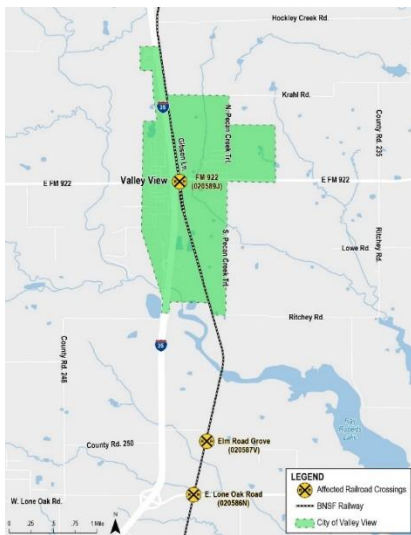 Hockley Creek Rd.
Krahl Rd.
35
N. Pecan Creek Trl.
County Rd. 235
Gibson Ln.
E FM 922
Valley View
FM 922
(020589J)
E FM 922
S. Pecan Creek Trl.
Lowe Rd.
Ritchey Rd.
Ritchey Rd.
35
County Rd. 248
Ray
Roberts
Lake
County Rd. 250
Elm Road Grove
(020587V)
E. Lone Oak Road
(020586N)
W. Lone Oak Rd.
LEGEND
Affected Railroad Crossings
BNSF Railway
City of Valley View
N
0 .25 .5 1 Mile